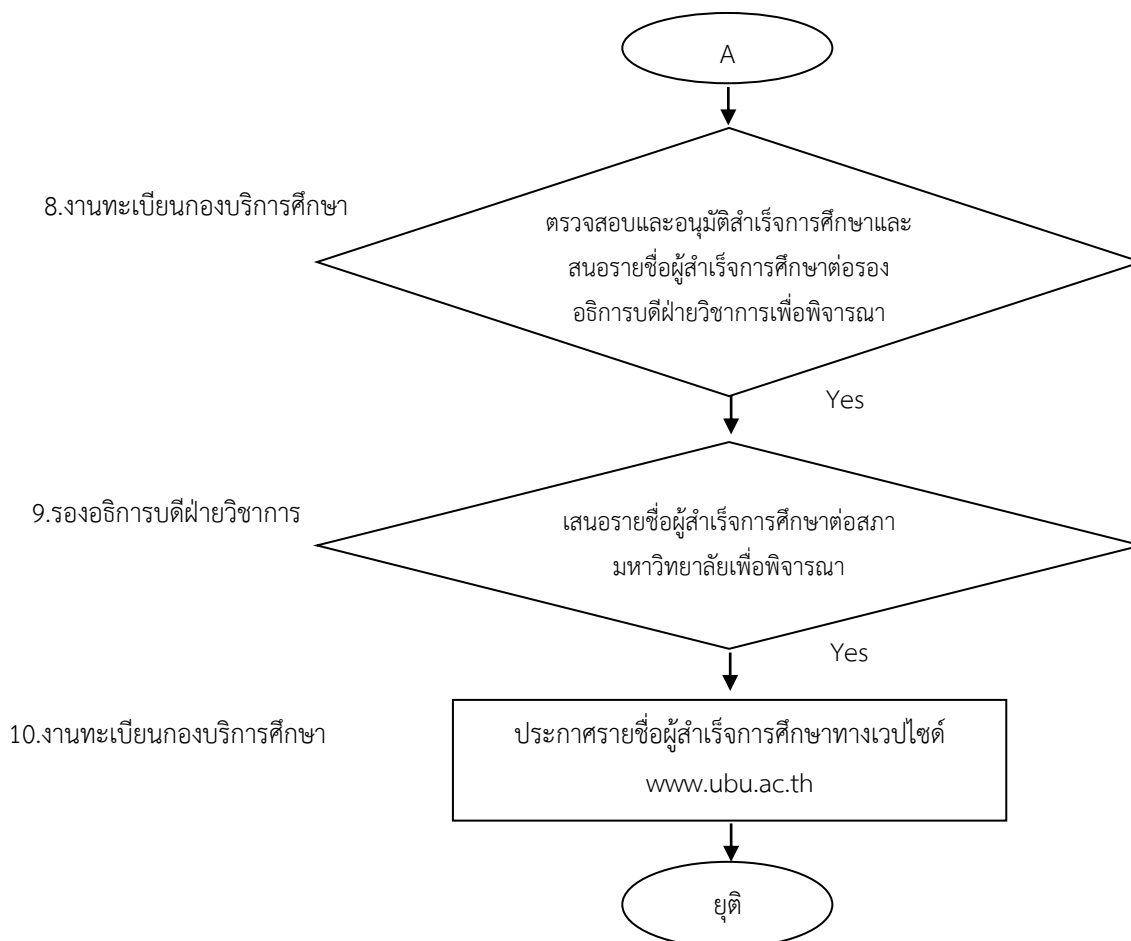 A
8.งานทะเบียนกองบริการศึกษา
ตรวจสอบและอนุมัติสำเร็จการศึกษาและ
สนอรายชื่อผู้สำเร็จการศึกษาต่อรอง
อธิการบดีฝ่ายวิชาการเพื่อพิจารณา
Yes
9.รองอธิการบดีฝ่ายวิชาการ
เสนอรายชื่อผู้สำเร็จการศึกษาต่อสภา
มหาวิทยาลัยเพื่อพิจารณา
Yes
10.งานทะเบียนกองบริการศึกษา
ประกาศรายชื่อผู้สำเร็จการศึกษาทางเวปไซด์
www.ubu.ac.th
ยุติ